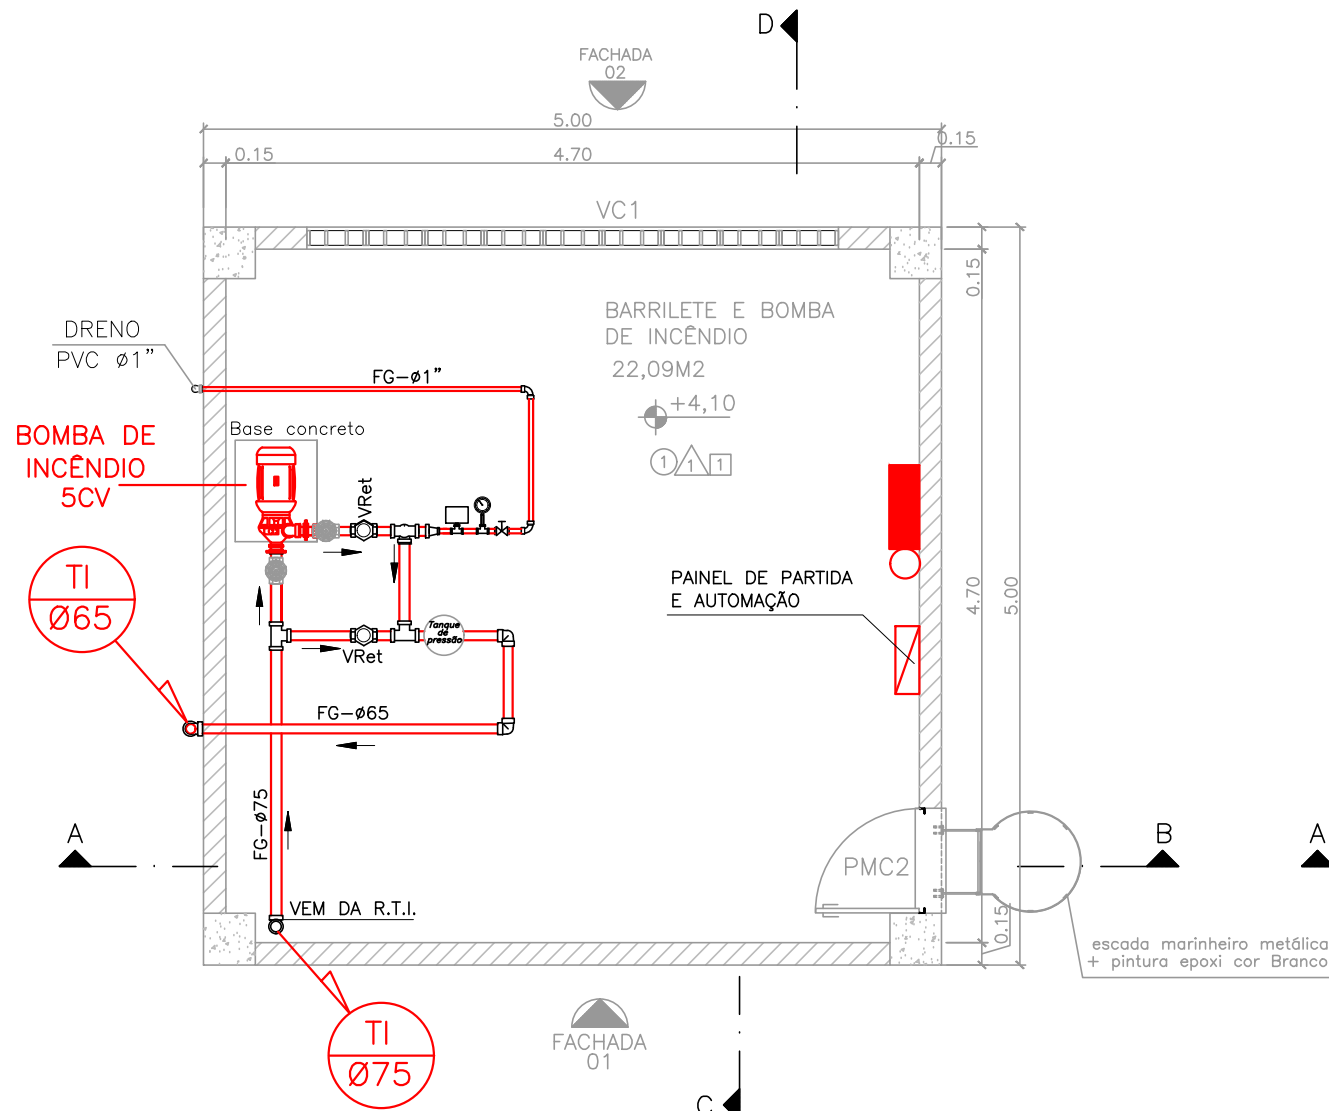 D
FACHADA
02
5.00
0.15
4.70
0.15
VC1
0.15
BARRILETE E BOMBA
DE INCÊNDIO
22,09M2
+4,10
1
1
1
DRENO
PVC ø1”
FG-ø1”
Base concreto
BOMBA DE
INCÊNDIO
5CV
VRet
TI
Ø65
Tanque
de
pressão
VRet
PAINEL DE PARTIDA
E AUTOMAÇÃO
4.70
5.00
FG-ø65
FG-ø75
A
PMC2
B
A
VEM DA R.T.I.
0.15
escada marinheiro metálica
+ pintura epoxi cor Branco
TI
Ø75
FACHADA
01
C